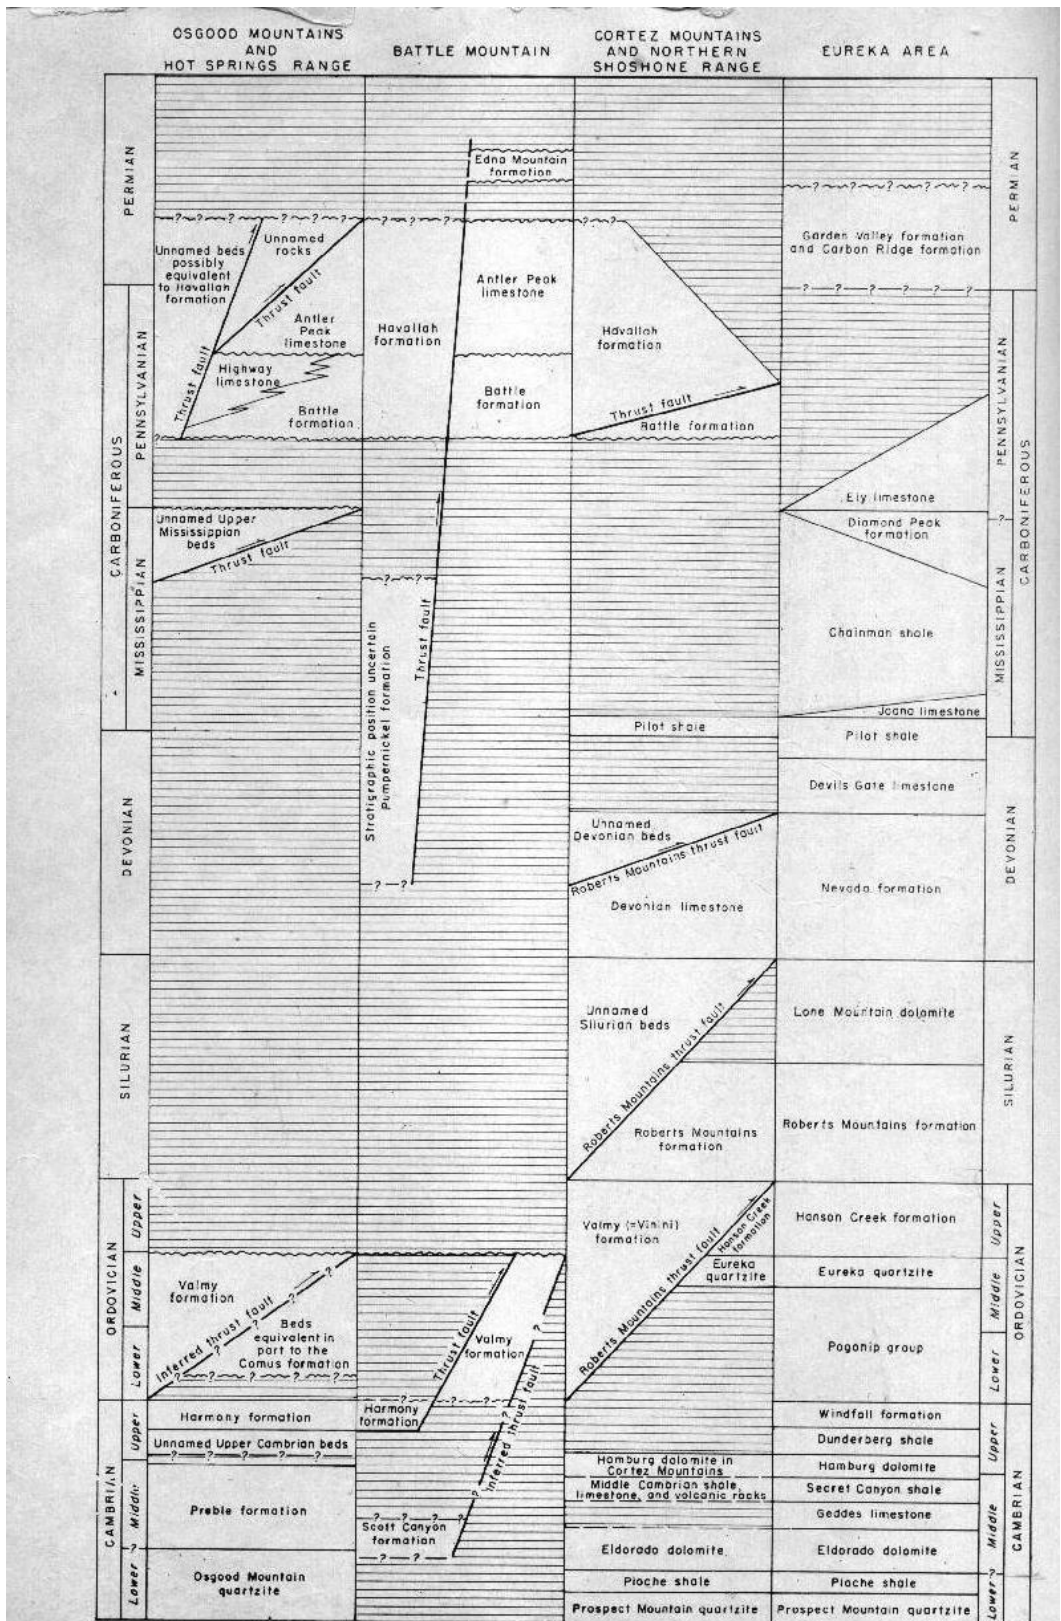 OSGOOD MOUNTAINS
AND
HOT SPRINGS RANGE
BATTLE MOUNTAIN
CORTEZ MOUNTAINS
AND NORTHERN
SHOSHONE RANGE
EUREKA AREA
PERMIAN
CARBONIFEROUS
PENNSYLVANIAN
MISSISSIPPIAN
DEVONIAN
SILURIAN
ORDOVICIAN
Upper
Middle
Lower
CAMBRIAN
Upper
Middle
?
Lower
? ? ? ? ? ?
Unnamed beds
possibly
equivalent
to Havallah
formation
Unnamed
rocks
Thrust fault
Thrust fault
Antler
Peak
limestone
Highway
limestone
Battle
formation
?
Unnamed Upper
Mississippian
beds
Thrust fault
Valmy
formation
Inferred thrust fault
? ? ? ?
Beds
equivalent in
part to the
Comus formation
? ? ? ? ?
Harmony formation
Unnamed Upper Cambrian beds
? ? ? ? ?
Preble formation
Osgood Mountain
quartzite
Edna Mountain
formation
? ? ?
Havallah
formation
Antler Peak
limestone
Battle
formation
? ?
Stratigraphic position uncertain
Pumpernickel formation
Thrust fault
? ?
Thrust fault
Valmy
formation
? ?
Harmony
formation
Inferred thrust fault
? ? ? ?
? ? ? ?
Scott Canyon
formation
? ?
Havallah
formation
Thrust fault
Battle formation
Pilot shale
Unnamed
Devonian beds
Roberts Mountains thrust fault
Devonian limestone
Unnamed
Silurian beds
Roberts Mountains thrust fault
Roberts Mountains
formation
Valmy (=Vinini)
formation
Roberts Mountains thrust fault
Hanson Creek
formation
Eureka
quartzite
Hamburg dolomite in
Cortez Mountains
Middle Cambrian shale,
limestone, and volcanic rocks
Eldorado dolomite
Pioche shale
Prospect Mountain quartzite
? ? ? ? ?
Garden Valley formation
and Carbon Ridge formation
? ? ? ? ? ?
Ely limestone
Diamond Peak
formation
Chainman shale
Joana limestone
Pilot shale
Devils Gate limestone
Nevada formation
Lone Mountain dolomite
Roberts Mountains formation
Hanson Creek formation
Eureka quartzite
Pogonip group
Windfall formation
Dunderberg shale
Hamburg dolomite
Secret Canyon shale
Geddes limestone
Eldorado dolomite
Pioche shale
Prospect Mountain quartzite
PERMIAN
PENNSYLVANIAN
?
MISSISSIPPIAN
CARBONIFEROUS
DEVONIAN
SILURIAN
Upper
Middle
Lower
ORDOVICIAN
Upper
Middle
?
Lower
CAMBRIAN